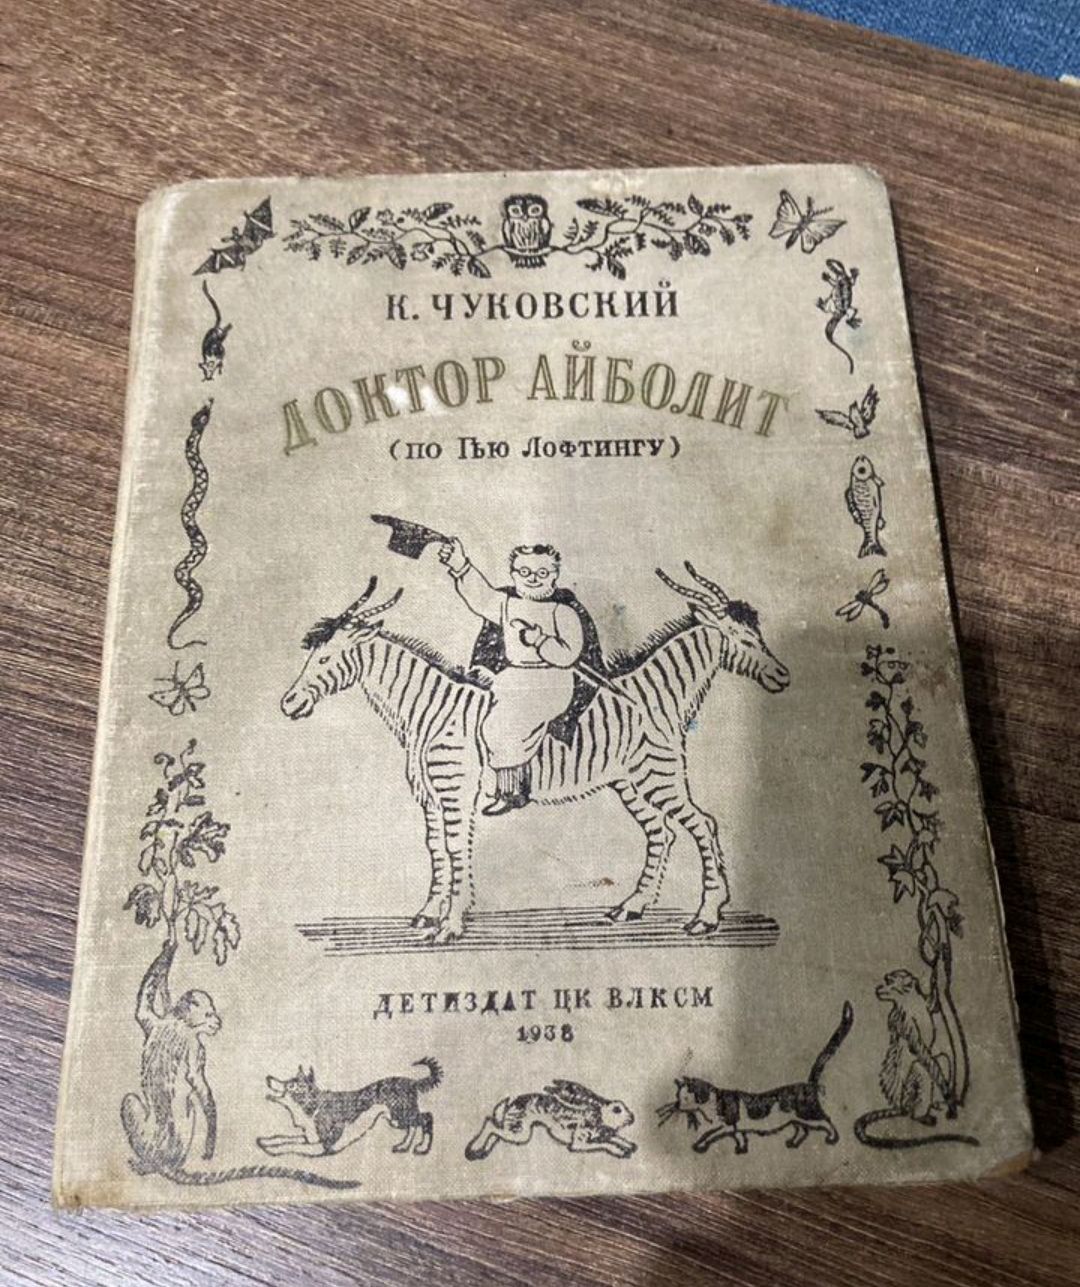 К. ЧУКОВСКИЙ
ДОКТОР АЙБОЛИТ
(ПО ГЬЮ ЛОФТИНГУ)
ДЕТИЗДАТ ЦК ВЛКСМ
1938